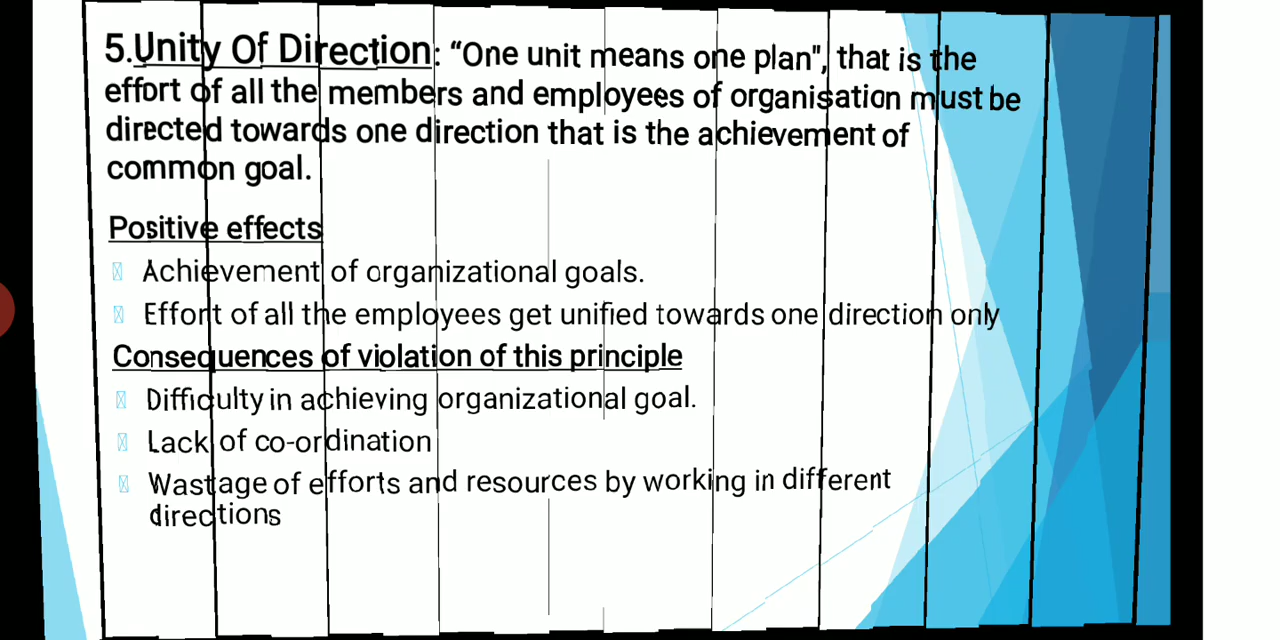 5.Unity Of Direction: “One unit means one plan", that is the
effort of all the members and employees of organisation must be
directed towards one direction that is the achievement of
common goal.
Positive effects
Achievement of organizational goals.
Effort of all the employees get unified towards one direction only
Consequences of violation of this principle
Difficulty in achieving organizational goal.
Lack of co-ordination
Wastage of efforts and resources by working in different
directions